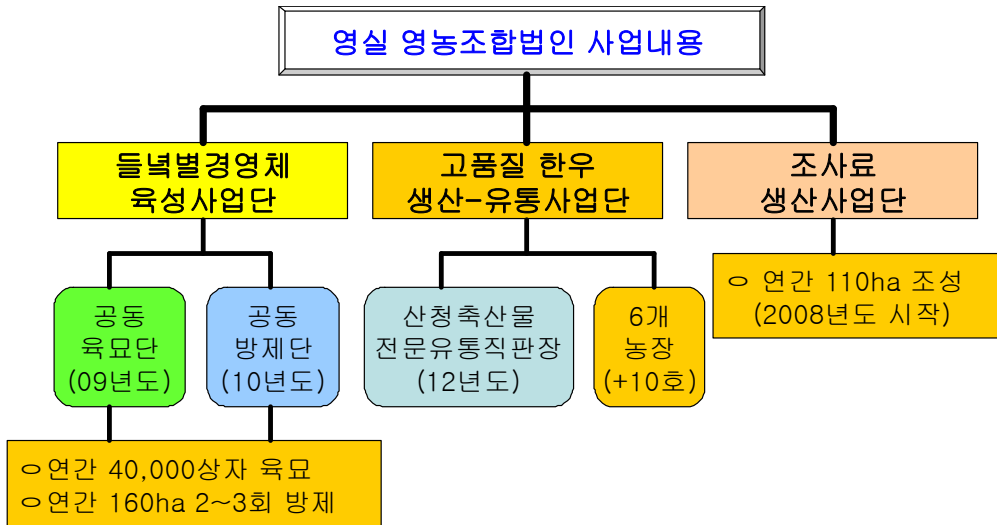 영실 영농조합법인 사업내용
들녘별경영체
육성사업단
고품질 한우
생산-유통사업단
조사료
생산사업단
공동
육묘단
(09년도)
공동
방제단
(10년도)
산청축산물
전문유통직판장
(12년도)
6개
농장
(+10호)
ㅇ 연간 110ha 조성
(2008년도 시작)
ㅇ연간 40,000상자 육묘
ㅇ연간 160ha 2~3회 방제